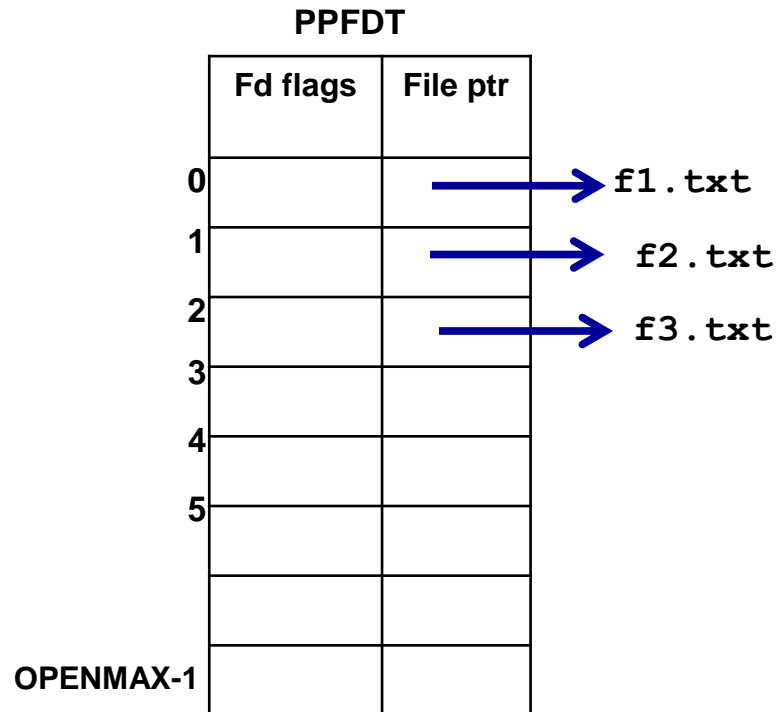 PPFDT
Fd flags File ptr
0 f1.txt
1 f2.txt
2 f3.txt
3
4
5
OPENMAX-1